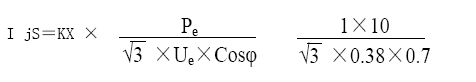 I jS=KX × Pe / √3 ×Ue×Cosφ 1×10 / √3 ×0.38×0.7